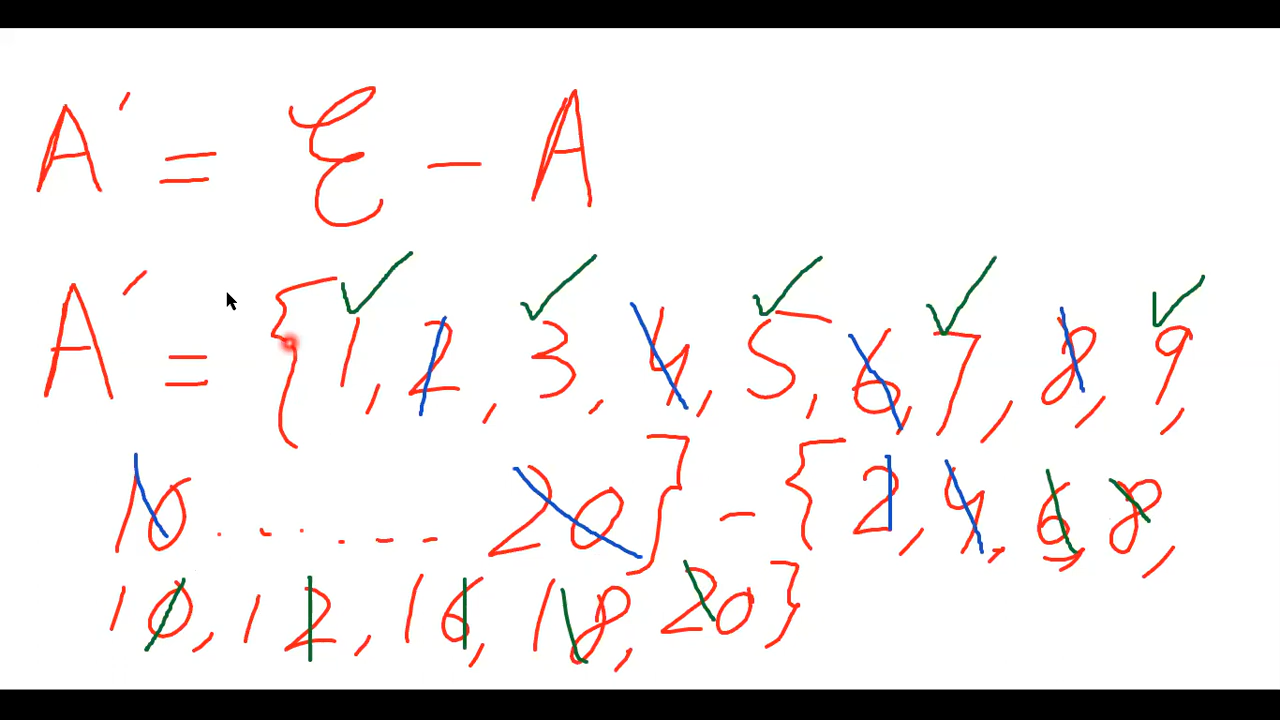 A' = ℰ - A
A' = {1, 2, 3, 4, 5, 6, 7, 8, 9,
10 . . . . . . 20} - {2, 4, 6, 8,
10, 12, 16, 18, 20}